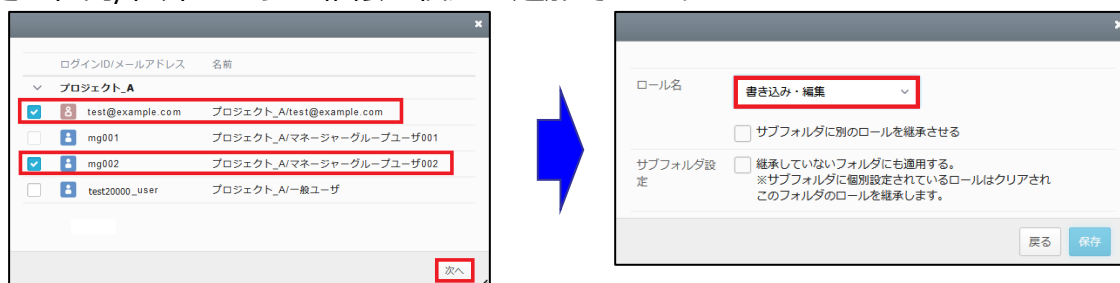 ログインID/メールアドレス 名前
プロジェクト_A
test@example.com プロジェクト_A/test@example.com
mg001 プロジェクト_A/マネージャーグループユーザ001
mg002 プロジェクト_A/マネージャーグループユーザ002
test20000_user プロジェクト_A/一般ユーザ
次へ
ロール名 書き込み・編集
サブフォルダに別のロールを継承させる
サブフォルダ設定 継承していないフォルダにも適用する。
※サブフォルダに個別設定されているロールはクリアされ
このフォルダのロールを継承します。
戻る 保存